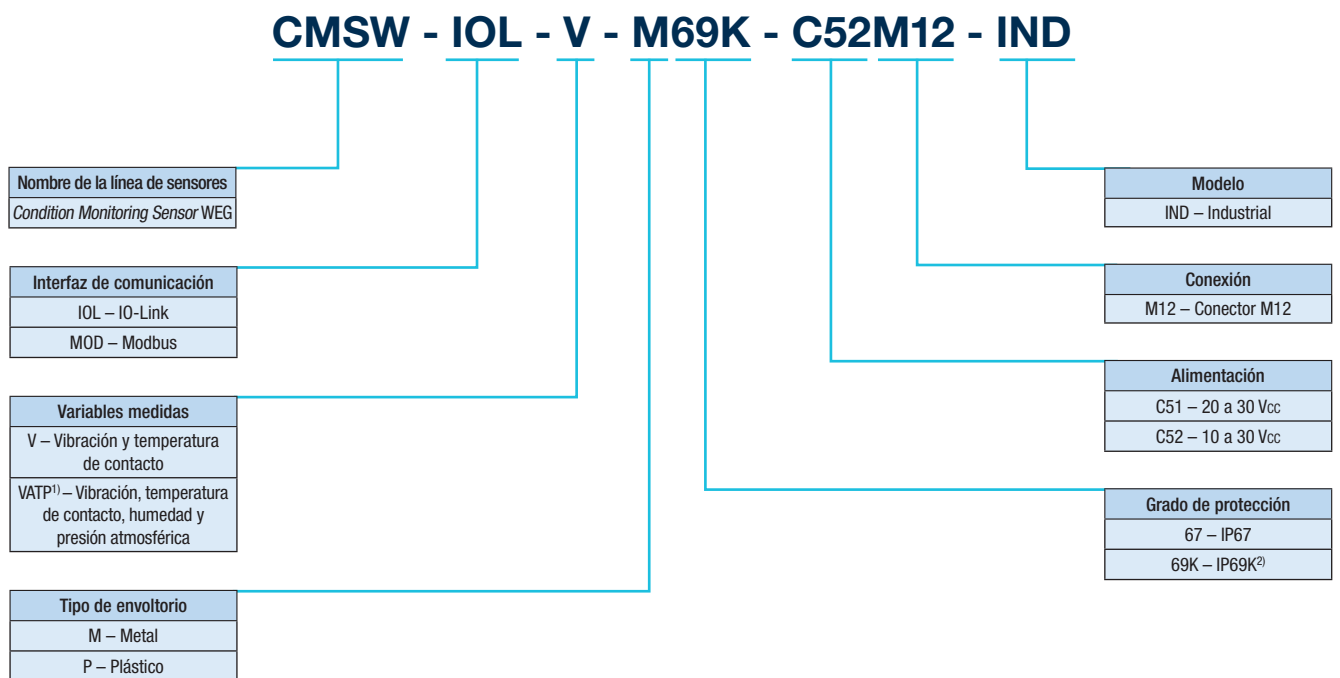 CMSW - IOL - V - M69K - C52M12 - IND
Nombre de la línea de sensores
Condition Monitoring Sensor WEG
Interfaz de comunicación
IOL – IO-Link
MOD – Modbus
Variables medidas
V – Vibración y temperatura
de contacto
VATP1) – Vibración, temperatura
de contacto, humedad y
presión atmosférica
Tipo de envoltorio
M – Metal
P – Plástico
Modelo
IND – Industrial
Conexión
M12 – Conector M12
Alimentación
C51 – 20 a 30 Vcc
C52 – 10 a 30 Vcc
Grado de protección
67 – IP67
69K – IP69K2)